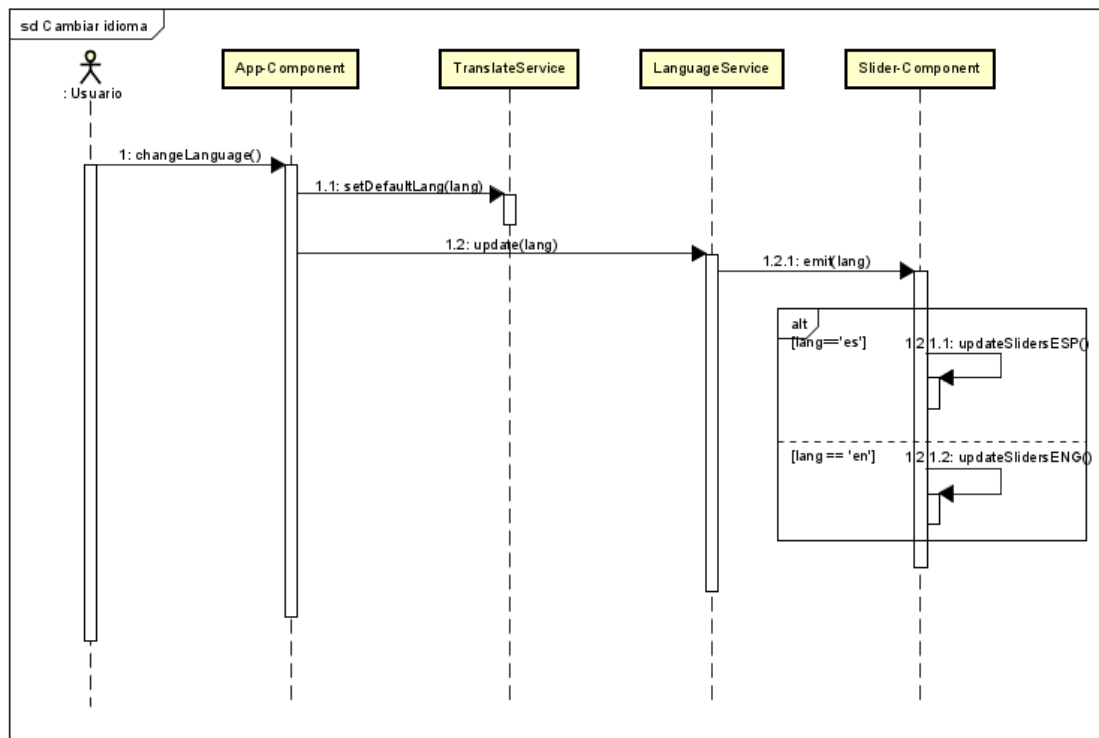 sd Cambiar idioma
: Usuario
App-Component
TranslateService
LanguageService
Slider-Component
1: changeLanguage()
1.1: setDefaultLang(lang)
1.2: update(lang)
1.2.1: emit(lang)
alt
[lang=='es']
1.2.1.1: updateSlidersESP()
[lang == 'en']
1.2.1.2: updateSlidersENG()